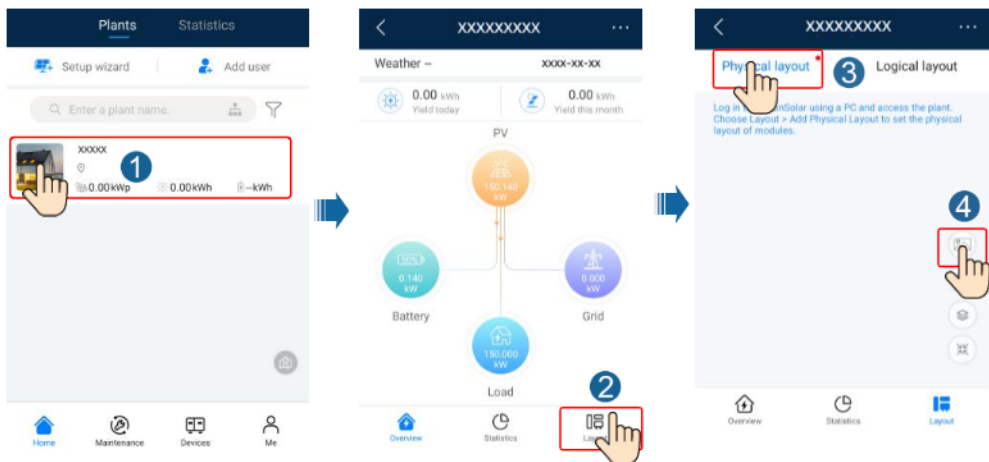 Plants Statistics
Setup wizard Add user
Enter a plant name.
XXXXX
1
0.00kWp 0.00kWh --kWh
Home Maintenance Devices Me
XXXXXXXXX ...
Weather -- XXXX-XX-XX
0.00 kWh 0.00 kWh
Yield today Yield this month
PV
150.140
kW
50%
0.140
kW
0.000
kW
Battery Grid
150.000
kW
Load
2
Overview Statistics
XXXXXXXXX ...
Physical layout 3 Logical layout
Log in using a PC and access the plant.
Choose Layout > Add Physical Layout to set the physical
layout of modules.
4
Overview Statistics Layout